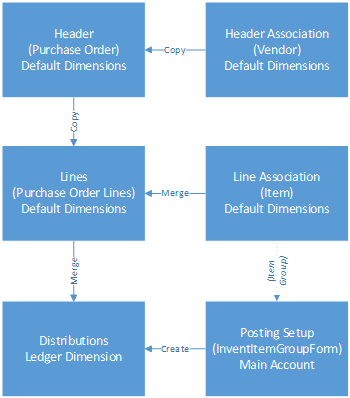 Header
(Purchase Order)
Default Dimensions
Copy
Header Association
(Vendor)
Default Dimensions
Copy
Lines
(Purchase Order Lines)
Default Dimensions
Merge
Line Association
(Item)
Default Dimensions
Merge
(Item
Group)
Distributions
Ledger Dimension
Create
Posting Setup
(InventItemGroupForm)
Main Account